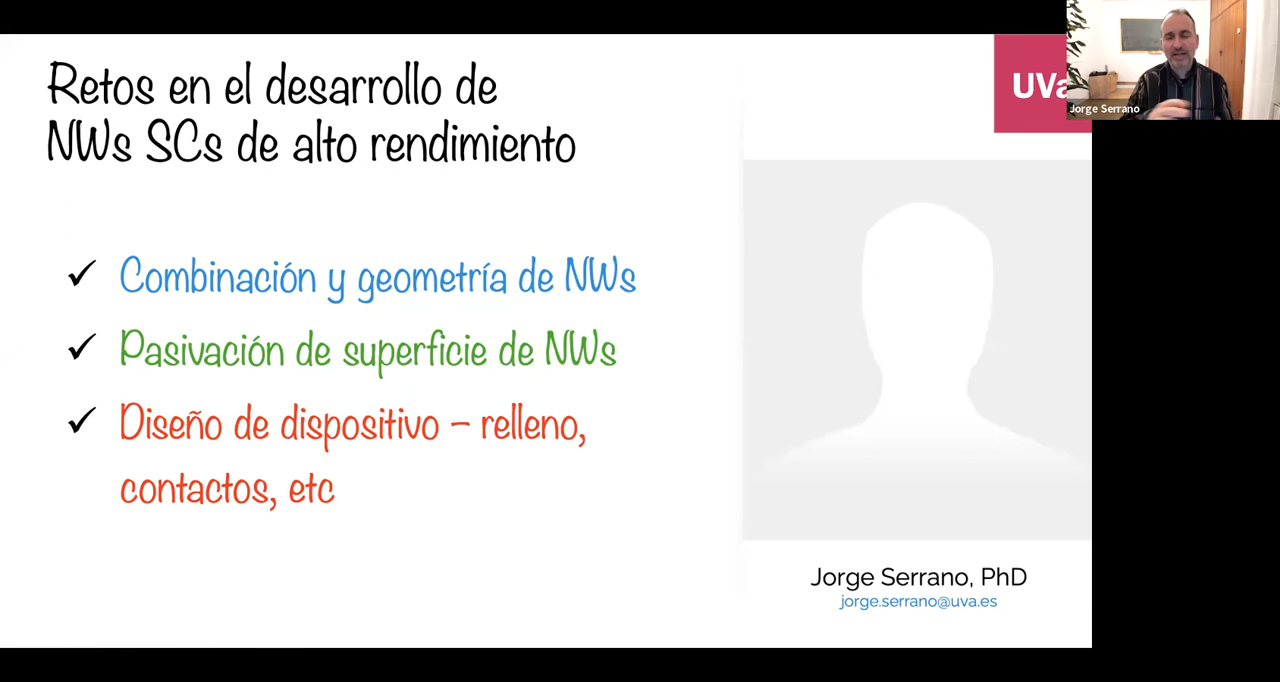 Retos en el desarrollo de
NWs SCs de alto rendimiento
Combinación y geometría de NWs
Pasivación de superficie de NWs
Diseño de dispositivo – relleno,
contactos, etc
UVa
Jorge Serrano
Jorge Serrano, PhD
jorge.serrano@uva.es